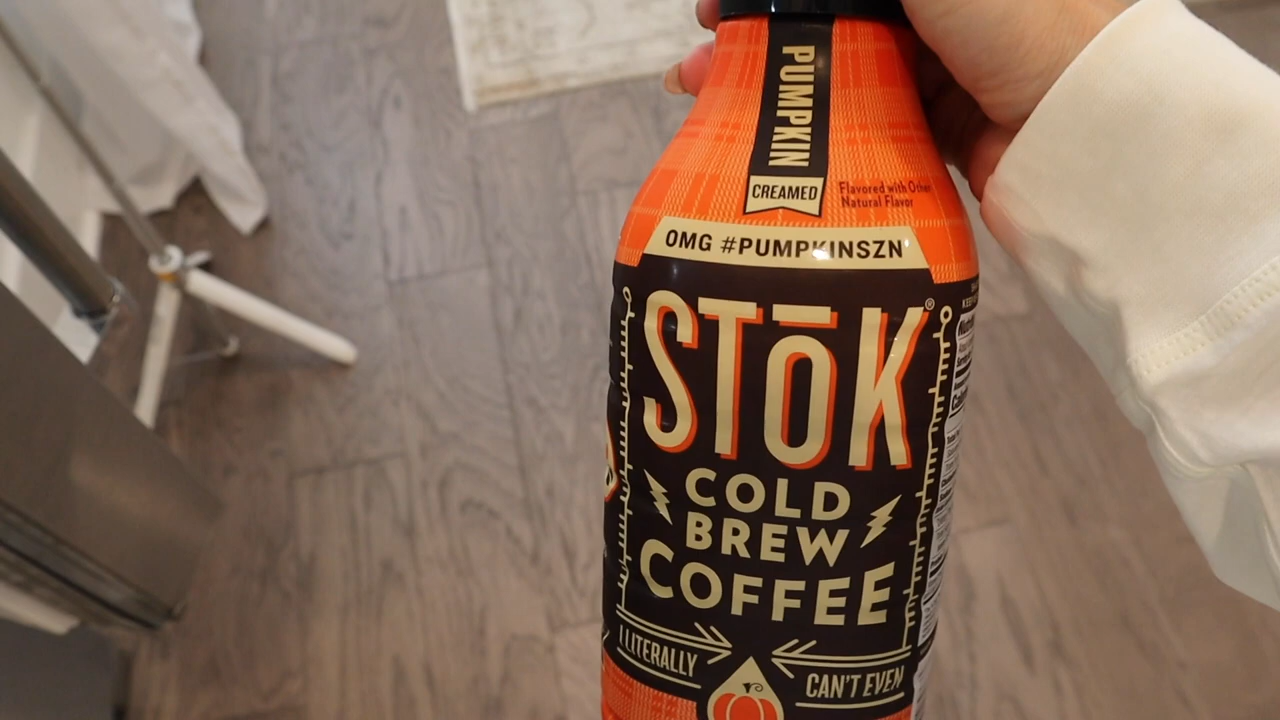 PUMPKIN
CREAMED
Flavored with Other
Natural Flavor
OMG #PUMPKINSZN
STōK®
COLD
BREW
COFFEE
I LITERALLY
CAN'T EVEN